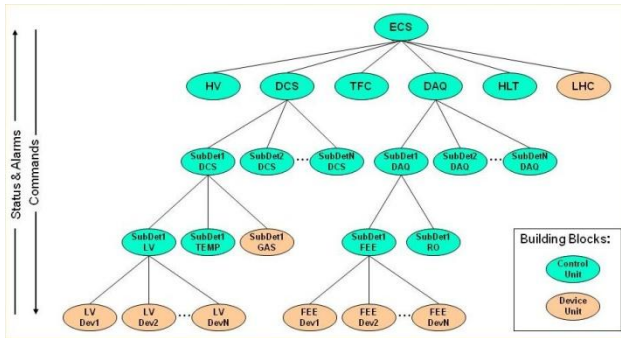 ECS
HV DCS TFC DAQ HLT LHC
SubDet1 SubDet2 SubDetN SubDet1 SubDet2 SubDetN
DCS DCS ... DCS DAQ DAQ ... DAQ
SubDet1 SubDet1 SubDet1 SubDet1 SubDet1
LV TEMP GAS FEE RO
LV LV LV FEE FEE FEE
Dev1 Dev2 ... DevN Dev1 Dev2 ... DevN
Status & Alarms
Commands
Building Blocks:
Control
Unit
Device
Unit